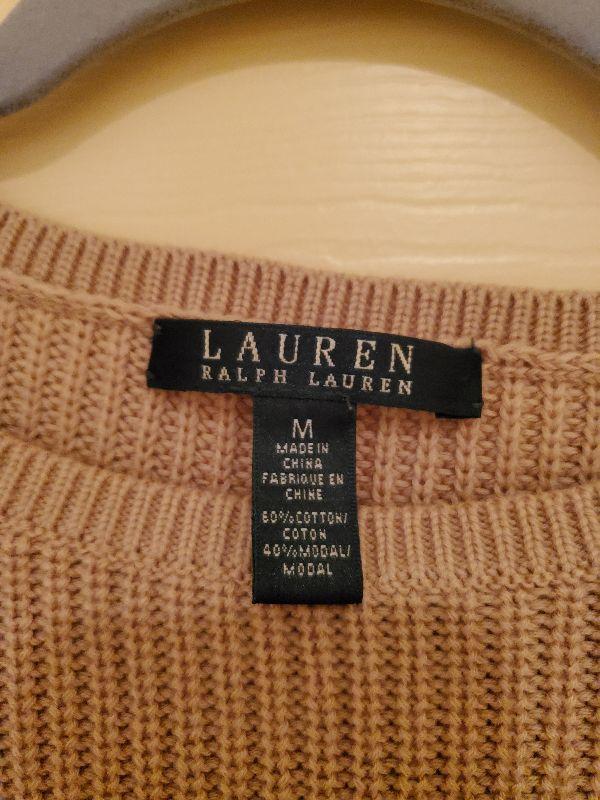 LAUREN
RALPH LAUREN
M
MADE IN
CHINA
FABRIQUE EN
CHINE
60%COTTON/
COTON
40%MODAL/
MODAL